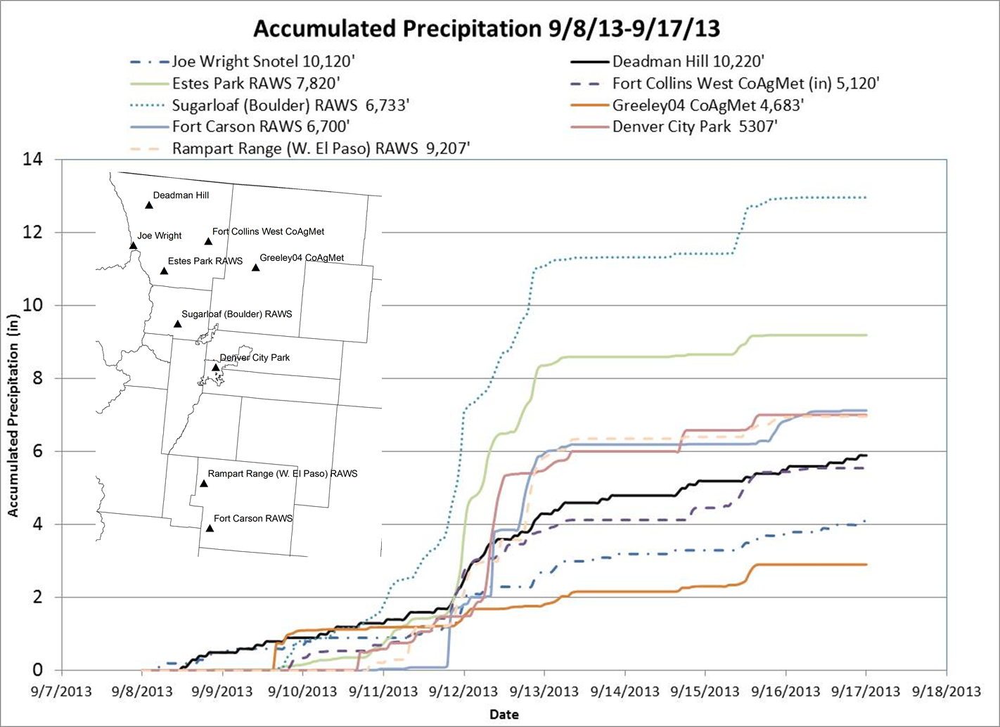 Accumulated Precipitation 9/8/13-9/17/13
Joe Wright Snotel 10,120' Deadman Hill 10,220'
Estes Park RAWS 7,820' Fort Collins West CoAgMet (in) 5,120'
Sugarloaf (Boulder) RAWS 6,733' Greeley04 CoAgMet 4,683'
Fort Carson RAWS 6,700' Denver City Park 5307'
Rampart Range (W. El Paso) RAWS 9,207'
14
12
10
8
6
4
2
0
Accumulated Precipitation (in)
Deadman Hill
Joe Wright
Fort Collins West CoAgMet
Estes Park RAWS
Greeley04 CoAgMet
Sugarloaf (Boulder) RAWS
Denver City Park
Rampart Range (W. El Paso) RAWS
Fort Carson RAWS
9/7/2013 9/8/2013 9/9/2013 9/10/2013 9/11/2013 9/12/2013 9/13/2013 9/14/2013 9/15/2013 9/16/2013 9/17/2013 9/18/2013
Date